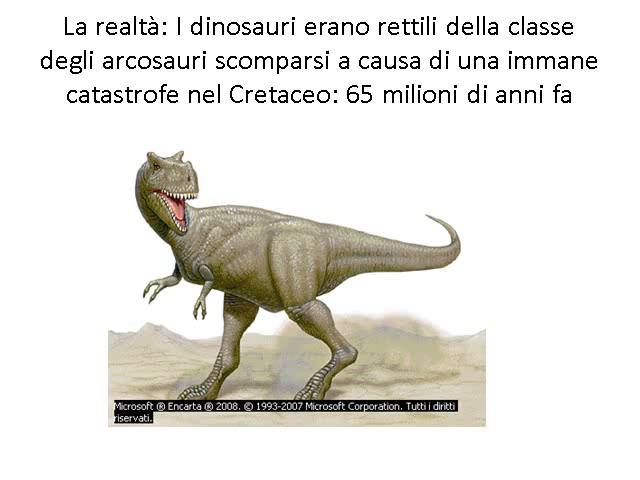 La realtà: I dinosauri erano rettili della classe
degli arcosauri scomparsi a causa di una immane
catastrofe nel Cretaceo: 65 milioni di anni fa
Microsoft ® Encarta ® 2008. © 1993-2007 Microsoft Corporation. Tutti i diritti
riservati.